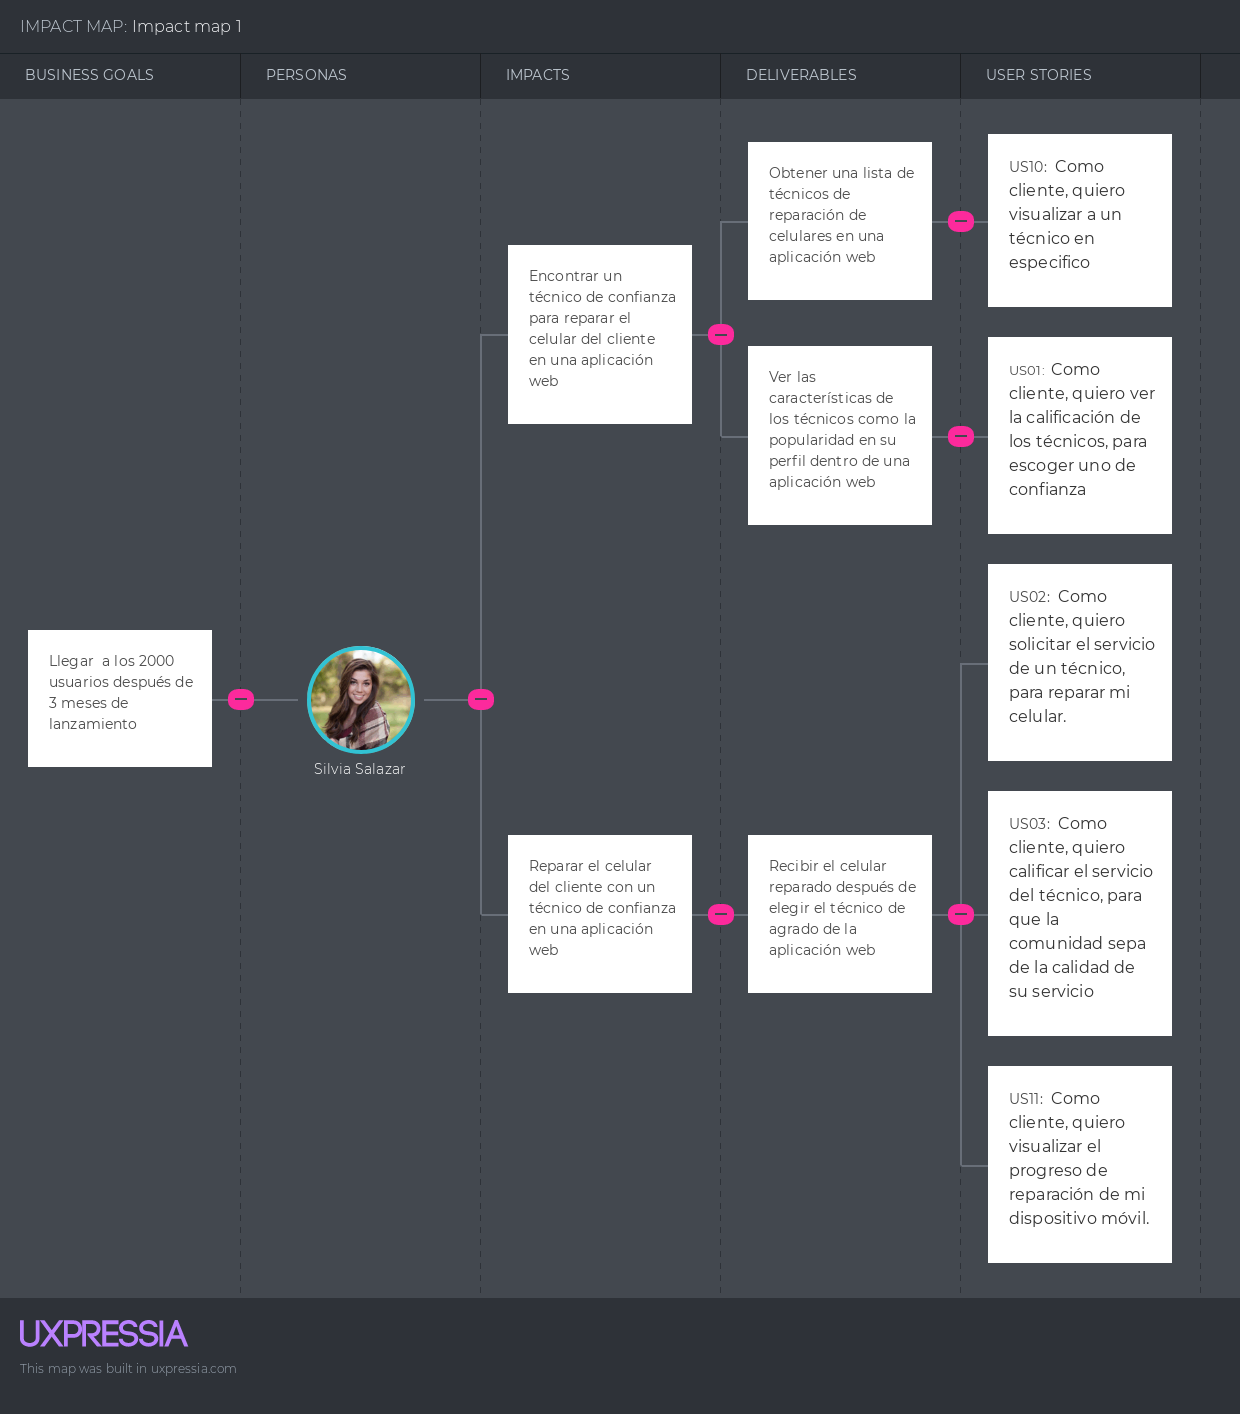 IMPACT MAP: Impact map 1
BUSINESS GOALS
PERSONAS
IMPACTS
DELIVERABLES
USER STORIES
Llegar  a los 2000
usuarios después de
3 meses de
lanzamiento
Silvia Salazar
Encontrar un
técnico de confianza
para reparar el
celular del cliente
en una aplicación
web
Reparar el celular
del cliente con un
técnico de confianza
en una aplicación
web
Obtener una lista de
técnicos de
reparación de
celulares en una
aplicación web
Ver las
características de
los técnicos como la
popularidad en su
perfil dentro de una
aplicación web
Recibir el celular
reparado después de
elegir el técnico de
agrado de la
aplicación web
US10:  Como
cliente, quiero
visualizar a un
técnico en
especifico
US01:  Como
cliente, quiero ver
la calificación de
los técnicos, para
escoger uno de
confianza
US02:  Como
cliente, quiero
solicitar el servicio
de un técnico,
para reparar mi
celular.
US03:  Como
cliente, quiero
calificar el servicio
del técnico, para
que la
comunidad sepa
de la calidad de
su servicio
US11:  Como
cliente, quiero
visualizar el
progreso de
reparación de mi
dispositivo móvil.
UXPRESSIA
This map was built in uxpressia.com